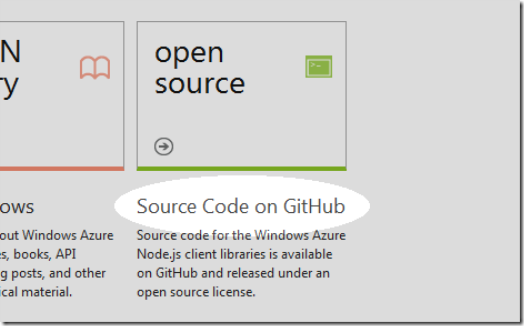 N
ry
open
source
ows
out Windows Azure
es, books, API
g posts, and other
ical material.
Source Code on GitHub
Source code for the Windows Azure
Node.js client libraries is available
on GitHub and released under an
open source license.